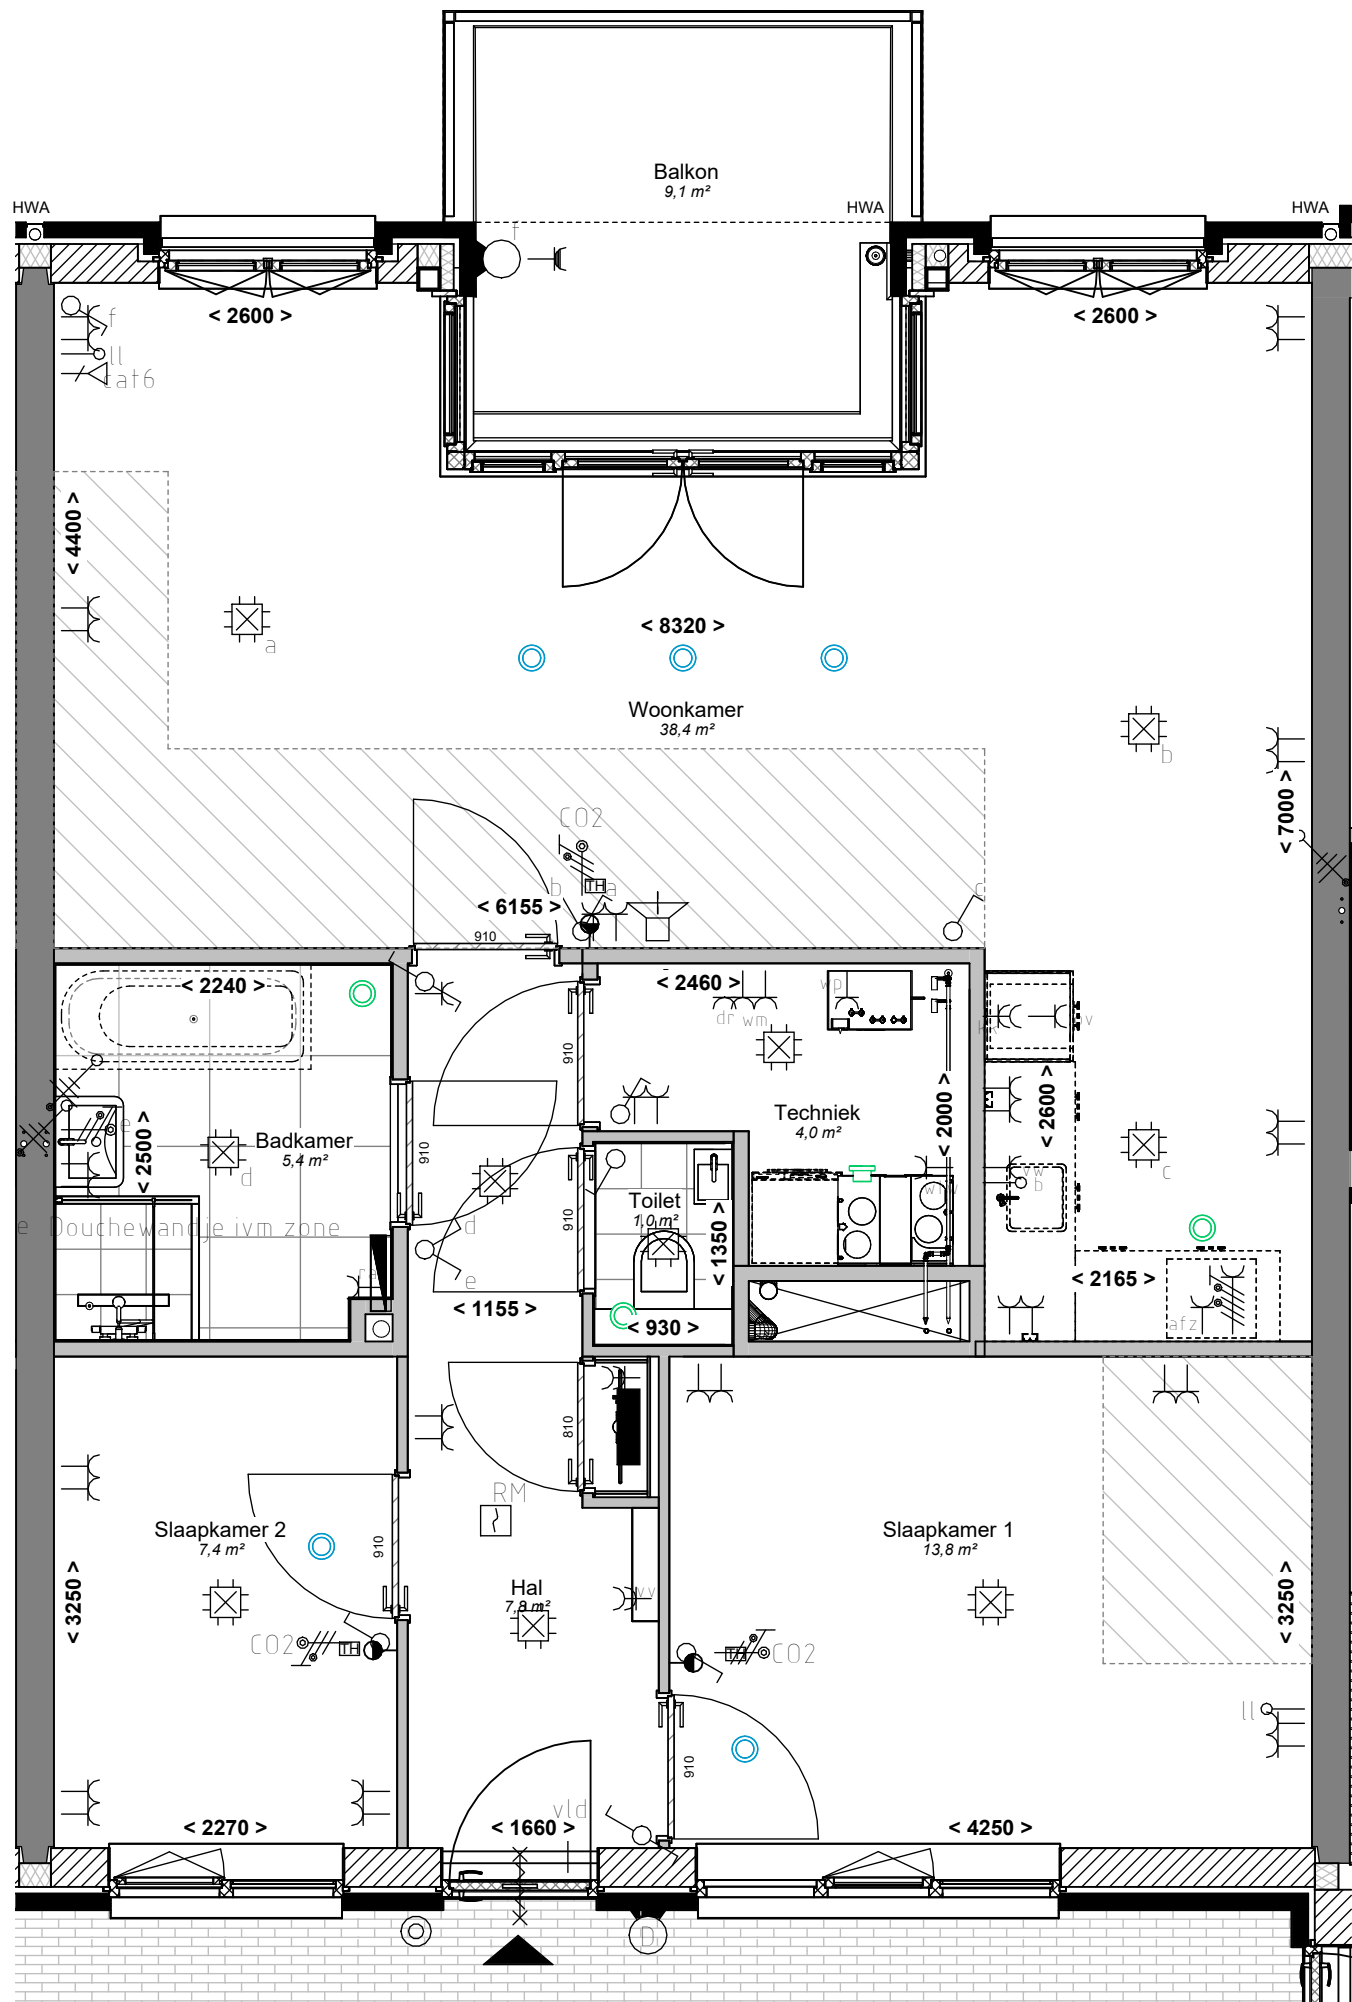 Balkon
9,1 m²
HWA
HWA
HWA
f
< 2600 >
< 2600 >
f
ll
cat6
< 4400 >
a
< 8320 >
Woonkamer
38,4 m²
b
< 7000 >
CO2
TH
b
a
c
< 6155 >
910
< 2240 >
< 2460 >
wp
dr
wm
910
< 2500 >
e
Badkamer
5,4 m²
d
910
Techniek
4,0 m²
< 2000 >
< 2600 >
vw
b
c
Toilet
1,0 m²
< 1350 >
910
d
e
e Douchewandje ivm zone
< 1155 >
< 930 >
< 2165 >
afz
810
RM
Slaapkamer 2
7,4 m²
910
< 3250 >
Hal
7,8 m²
Slaapkamer 1
13,8 m²
< 3250 >
CO2
TH
TH
CO2
ll
910
vld
< 2270 >
< 1660 >
< 4250 >
D